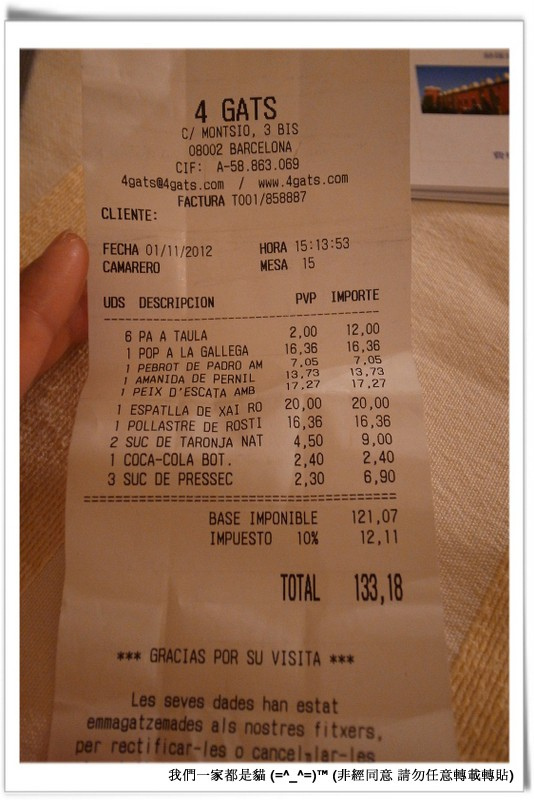 4 GATS
C/ MONTSIO, 3 BIS
08002 BARCELONA
CIF: A-58.863.069
4gats@4gats.com / www.4gats.com
FACTURA T001/858887
CLIENTE:
FECHA 01/11/2012 HORA 15:13:53
CAMARERO MESA 15
UDS DESCRIPCION PVP IMPORTE
6 PA A TAULA 2,00 12,00
1 POP A LA GALLEGA 16,36 16,36
1 PEBROT DE PADRO AM 7,05 7,05
1 AMANIDA DE PERNIL 13,73 13,73
1 PEIX D'ESCATA AMB 17,27 17,27
1 ESPATLLA DE XAI RO 20,00 20,00
1 POLLASTRE DE ROSTI 16,36 16,36
2 SUC DE TARONJA NAT 4,50 9,00
1 COCA-COLA BOT. 2,40 2,40
3 SUC DE PRESSEC 2,30 6,90
BASE IMPONIBLE 121,07
IMPUESTO 10% 12,11
TOTAL 133,18
*** GRACIAS POR SU VISITA ***
Les seves dades han estat
emmagatzemades als nostres fitxers,
per rectificar-les o cancel·lar-les
我們一家都是貓 (=^_^=)™ (非經同意 請勿任意轉載轉貼)